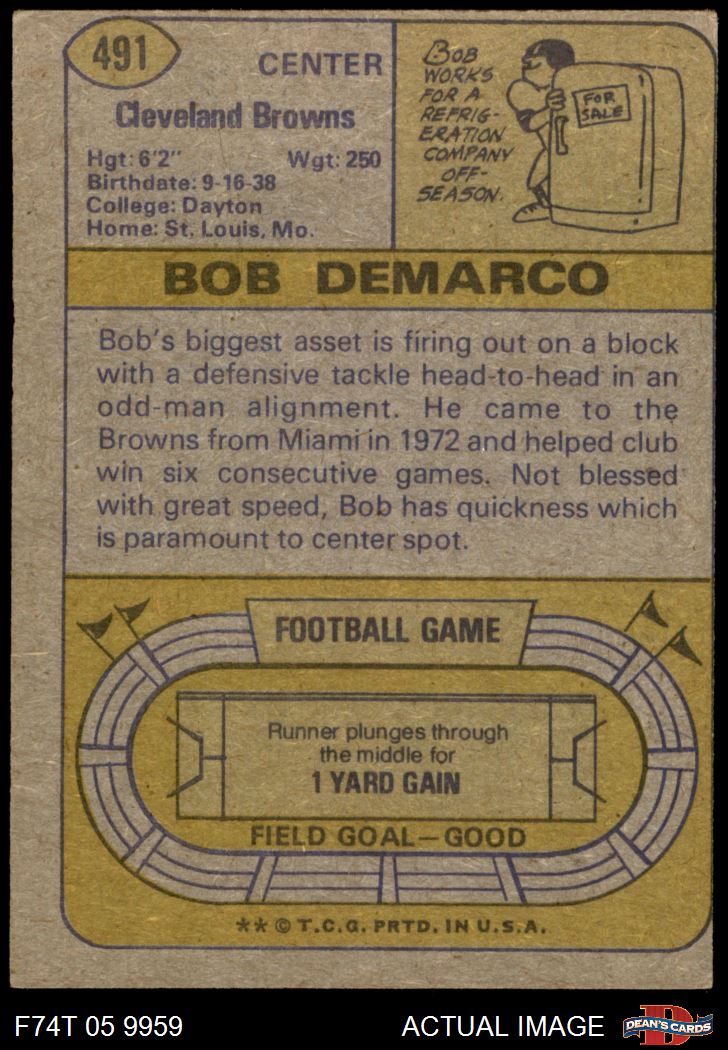 491
CENTER
Cleveland Browns
Hgt: 6'2" Wgt: 250
Birthdate: 9-16-38
College: Dayton
Home: St. Louis, Mo.
BOB
WORKS
FOR A
REFRIG-
ERATION
COMPANY
OFF-
SEASON.
FOR
SALE
BOB DEMARCO
Bob's biggest asset is firing out on a block
with a defensive tackle head-to-head in an
odd-man alignment. He came to the
Browns from Miami in 1972 and helped club
win six consecutive games. Not blessed
with great speed, Bob has quickness which
is paramount to center spot.
FOOTBALL GAME
Runner plunges through
the middle for
1 YARD GAIN
FIELD GOAL—GOOD
** © T.C.G. PRTD. IN U.S.A.
F74T 05 9959
ACTUAL IMAGE
D
DEAN'S CARDS